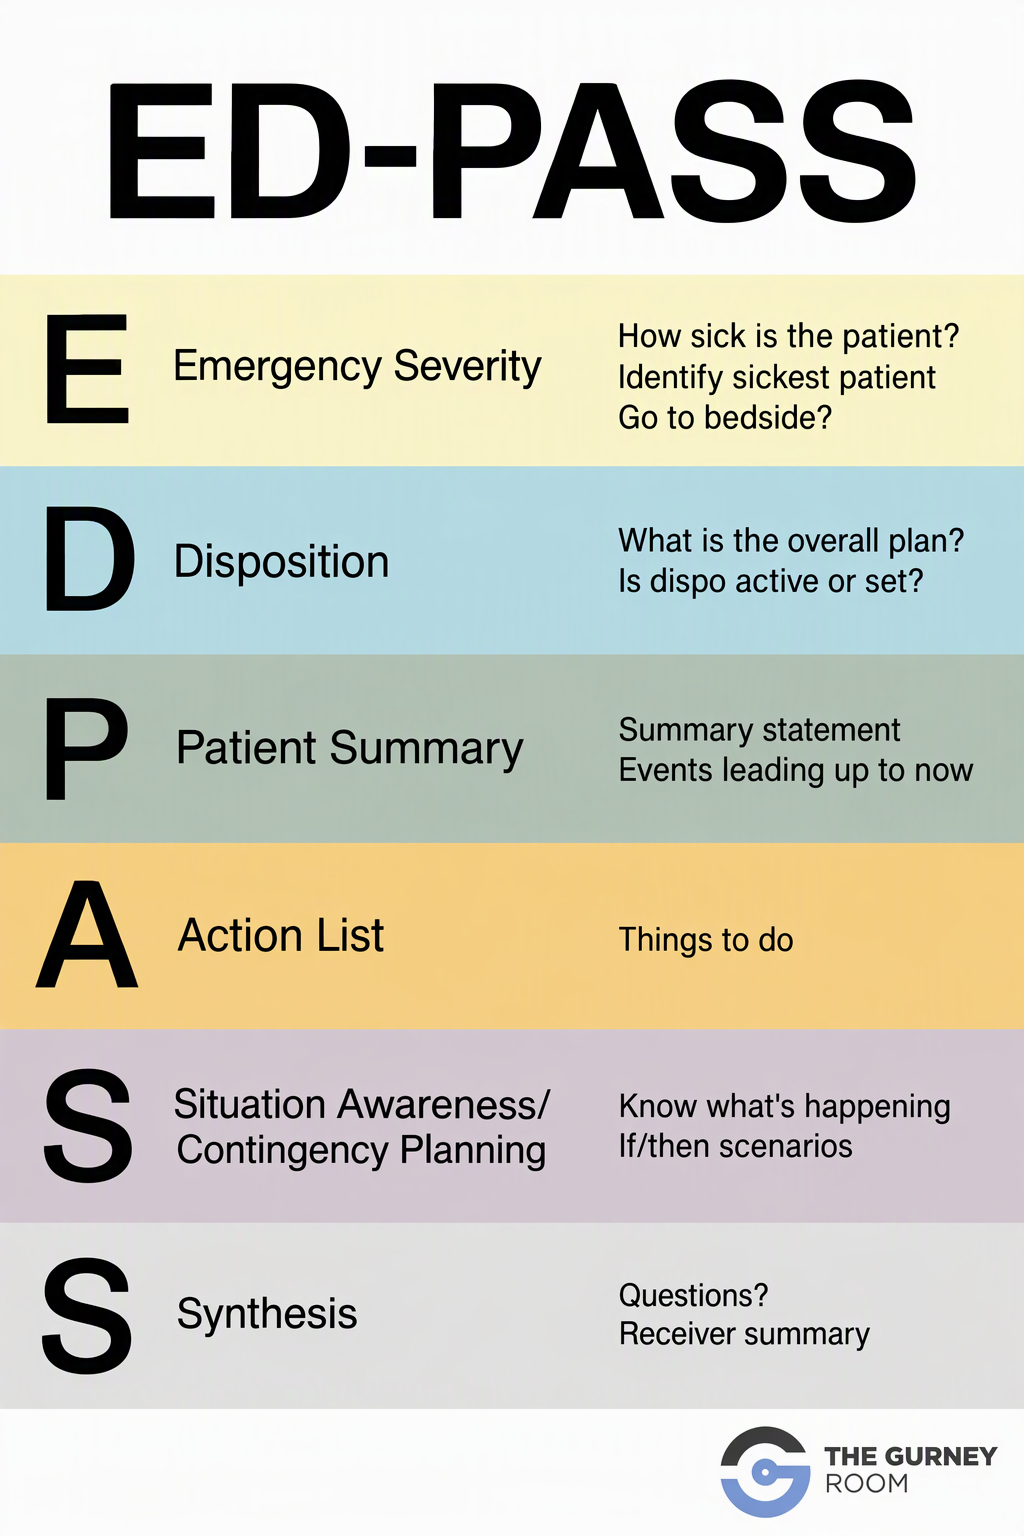 ED-PASS
E
Emergency Severity
How sick is the patient?
Identify sickest patient
Go to bedside?
D
Disposition
What is the overall plan?
Is dispo active or set?
P
Patient Summary
Summary statement
Events leading up to now
A
Action List
Things to do
S
Situation Awareness/
Contingency Planning
Know what's happening
If/then scenarios
S
Synthesis
Questions?
Receiver summary
THE GURNEY
ROOM